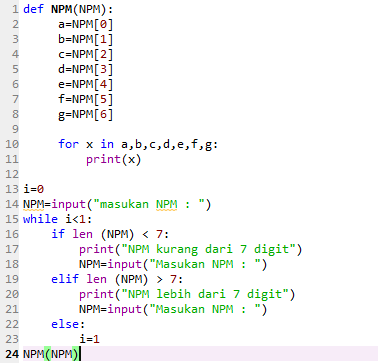 1 def NPM(NPM):
2     a=NPM[0]
3     b=NPM[1]
4     c=NPM[2]
5     d=NPM[3]
6     e=NPM[4]
7     f=NPM[5]
8     g=NPM[6]
9
10     for x in a,b,c,d,e,f,g:
11         print(x)
12
13 i=0
14 NPM=input("masukan NPM : ")
15 while i<1:
16     if len (NPM) < 7:
17         print("NPM kurang dari 7 digit")
18         NPM=input("Masukan NPM : ")
19     elif len (NPM) > 7:
20         print("NPM lebih dari 7 digit")
21         NPM=input("Masukan NPM : ")
22     else:
23         i=1
24 NPM(NPM)